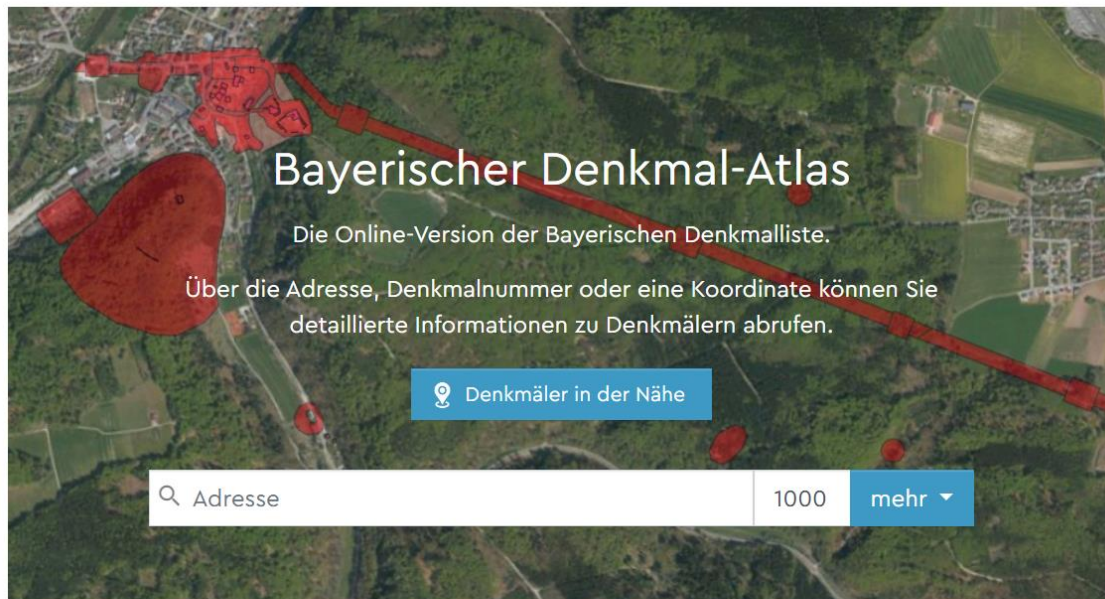 Bayerischer Denkmal-Atlas
Die Online-Version der Bayerischen Denkmalliste.
Über die Adresse, Denkmalnummer oder eine Koordinate können Sie
detaillierte Informationen zu Denkmälern abrufen.
Denkmäler in der Nähe
Adresse 1000 mehr